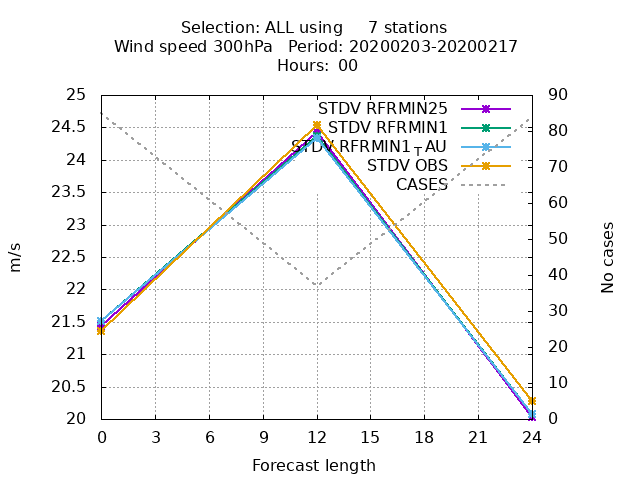 Selection: ALL using     7 stations
Wind speed 300hPa   Period: 20200203-20200217
Hours:  00
STDV RFRMIN25
STDV RFRMIN1
STDV RFRMIN1TAU
STDV OBS
CASES
25
24.5
24
23.5
23
22.5
22
21.5
21
20.5
20
m/s
90
80
70
60
50
40
30
20
10
0
No cases
0 3 6 9 12 15 18 21 24
Forecast length